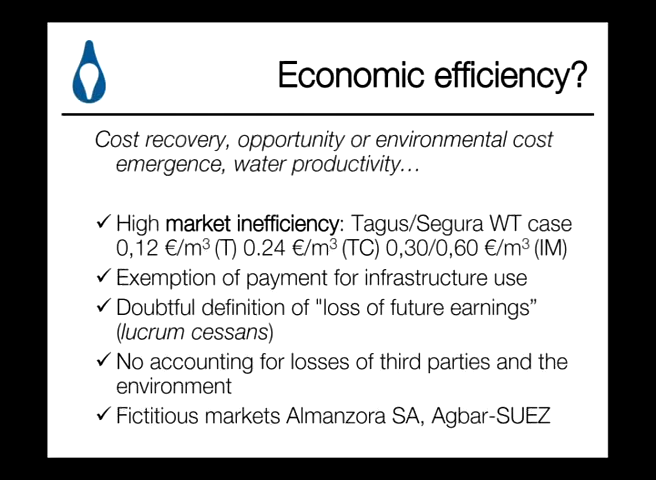 Economic efficiency?
Cost recovery, opportunity or environmental cost
emergence, water productivity…
✓ High market inefficiency: Tagus/Segura WT case
0,12 €/m³ (T) 0.24 €/m³ (TC) 0,30/0,60 €/m³ (IM)
✓ Exemption of payment for infrastructure use
✓ Doubtful definition of "loss of future earnings”
(lucrum cessans)
✓ No accounting for losses of third parties and the
environment
✓ Fictitious markets Almanzora SA, Agbar-SUEZ